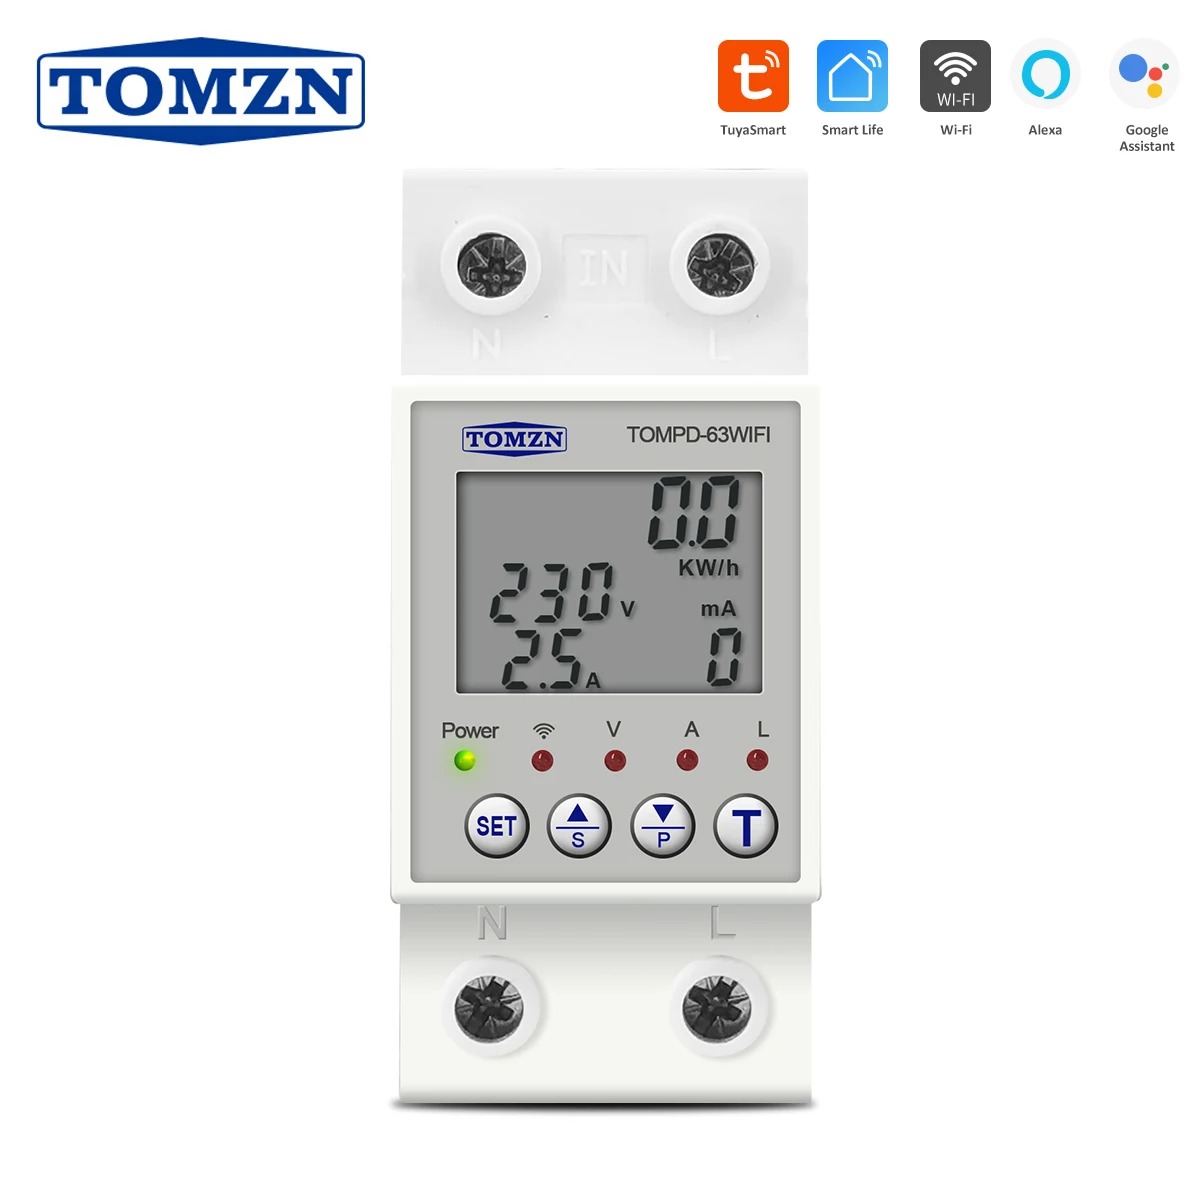 TOMZN
WI-FI
TuyaSmart
Smart Life
Wi-Fi
Alexa
Google
Assistant
IN
N L
TOMZN TOMPD-63WIFI
0.0
KW/h
230 V mA
2.5 A 0
Power V A L
SET S P T
N L